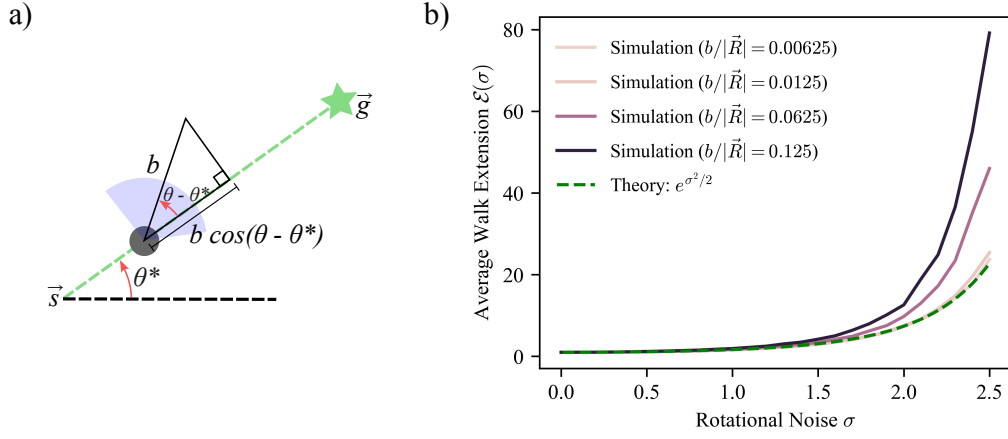 a)
b)
g⃗
b
θ - θ*
b cos(θ - θ*)
θ*
s⃗
Average Walk Extension ℰ(σ)
80
60
40
20
0
Simulation (b/|R⃗| = 0.00625)
Simulation (b/|R⃗| = 0.0125)
Simulation (b/|R⃗| = 0.0625)
Simulation (b/|R⃗| = 0.125)
Theory: e^{σ²/2}
0.0 0.5 1.0 1.5 2.0 2.5
Rotational Noise σ